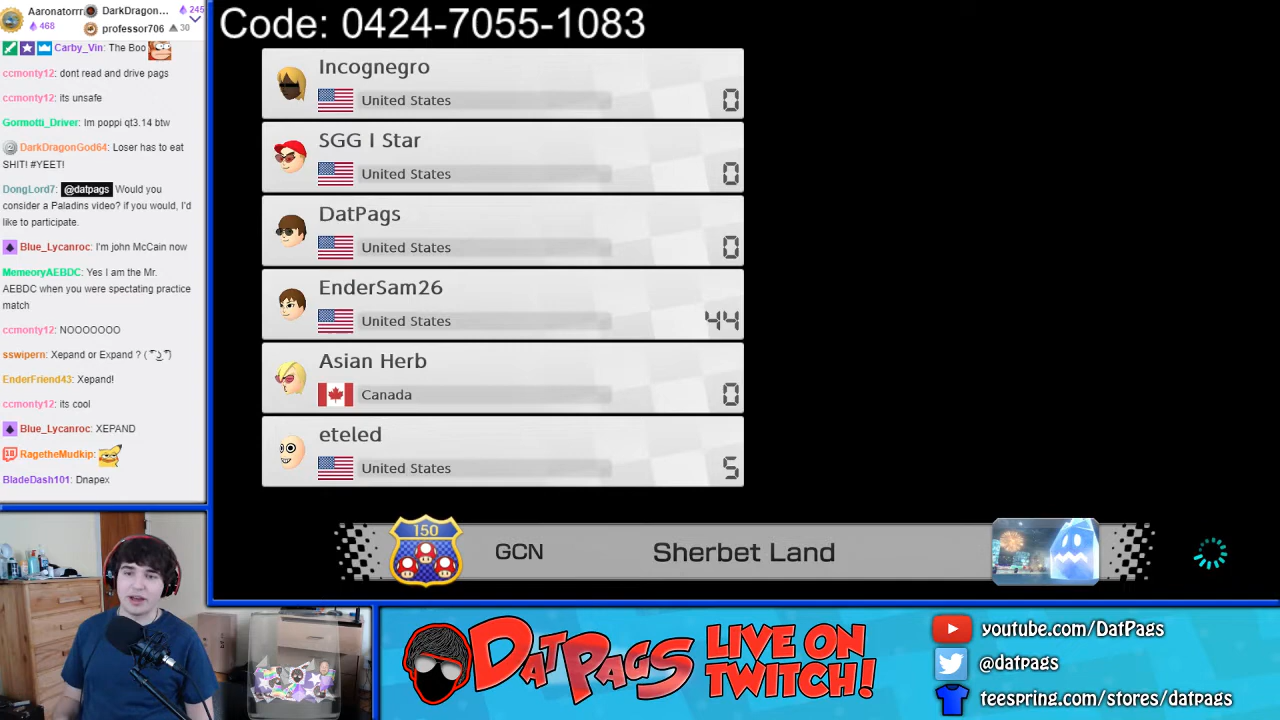 Aaronatorrr
468
DarkDragon... 245
professor706 30
Carby_Vin: The Boo
ccmonty12: dont read and drive pags
ccmonty12: its unsafe
Gormotti_Driver: Im poppi qt3.14 btw
DarkDragonGod64: Loser has to eat
SHIT! #YEET!
DongLord7: @datpags Would you
consider a Paladins video? if you would, I'd
like to participate.
Blue_Lycanroc: I'm john McCain now
MemeoryAEBDC: Yes I am the Mr.
AEBDC when you were spectating practice
match
ccmonty12: NOOOOOOO
sswipern: Xepand or Expand ? ( ͡° ͜ʖ ͡°)
EnderFriend43: Xepand!
ccmonty12: its cool
Blue_Lycanroc: XEPAND
RagetheMudkip:
BladeDash101: Dnapex
Code: 0424-7055-1083
Incognegro
United States 0
SGG I Star
United States 0
DatPags
United States 0
EnderSam26
United States 44
Asian Herb
Canada 0
eteled
United States 5
150 GCN Sherbet Land
DATPAGS LIVE ON
TWITCH!
youtube.com/DatPags
@datpags
teespring.com/stores/datpags